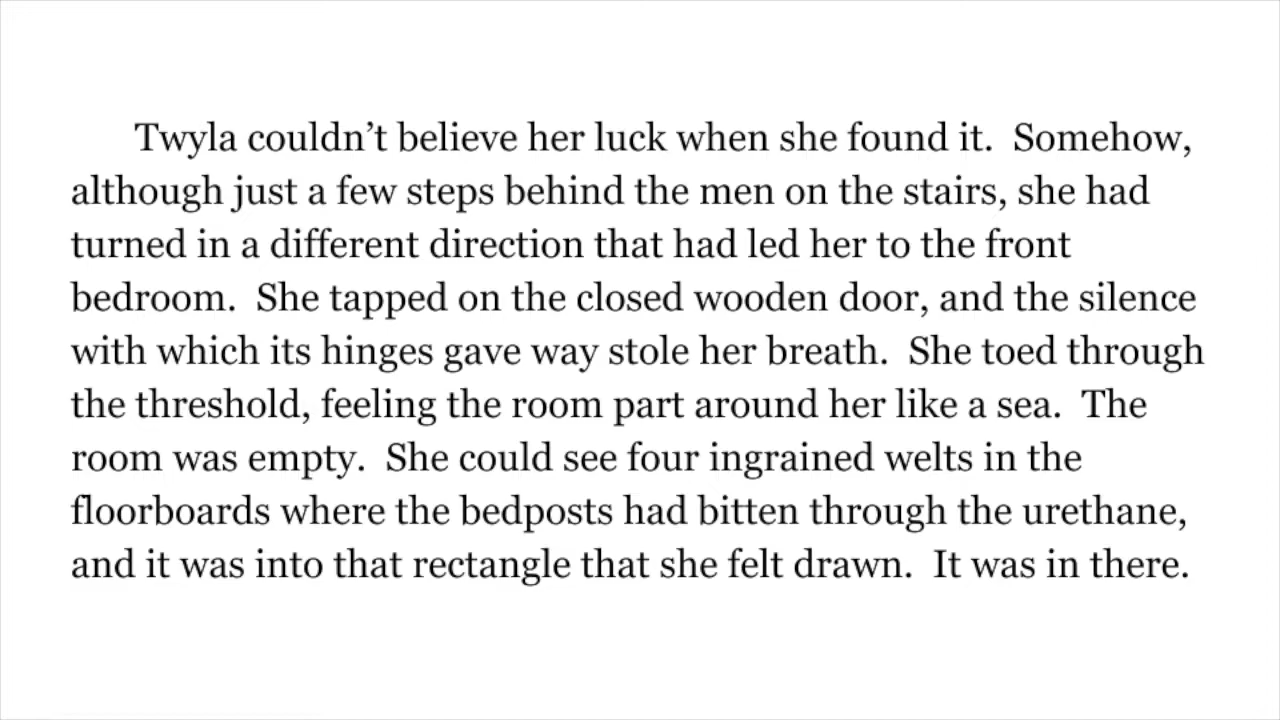 Twyla couldn’t believe her luck when she found it.  Somehow,
although just a few steps behind the men on the stairs, she had
turned in a different direction that had led her to the front
bedroom.  She tapped on the closed wooden door, and the silence
with which its hinges gave way stole her breath.  She toed through
the threshold, feeling the room part around her like a sea.  The
room was empty.  She could see four ingrained welts in the
floorboards where the bedposts had bitten through the urethane,
and it was into that rectangle that she felt drawn.  It was in there.